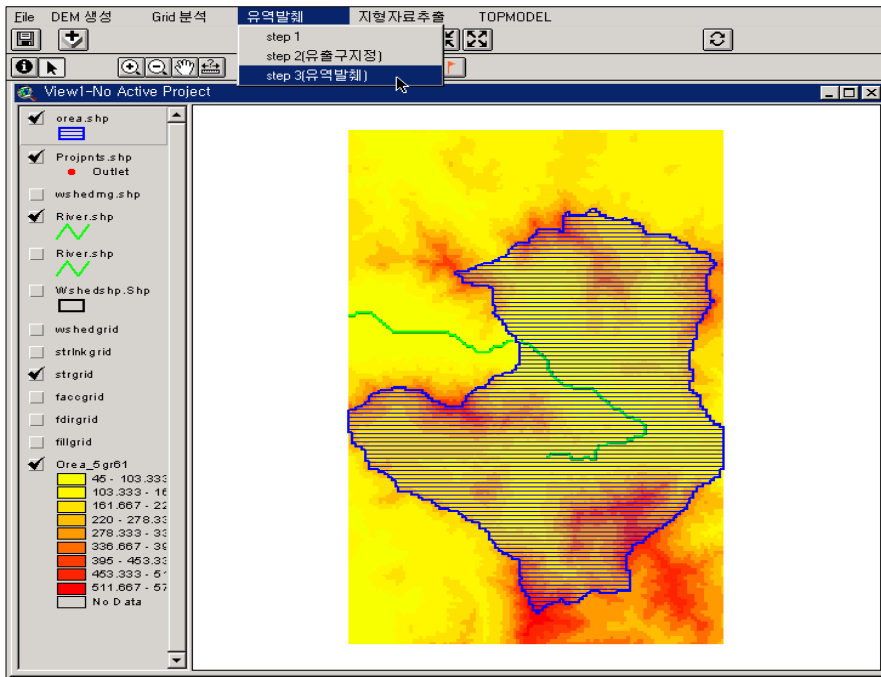 File DEM 생성 Grid 분석 유역발췌 지형자료추출 TOPMODEL
step 1
step 2(유출구지정)
step 3(유역발췌)
View1-No Active Project
orea.shp
Projpnts.shp
Outlet
wshedmg.shp
River.shp
River.shp
Wshedshp.Shp
wshedgrid
strlnkgrid
strgrid
faccgrid
fdirgrid
fillgrid
Orea_5gr61
45 - 103.333
103.333 - 16
161.667 - 22
220 - 278.33
278.333 - 33
336.667 - 39
395 - 453.33
453.333 - 51
511.667 - 57
No Data